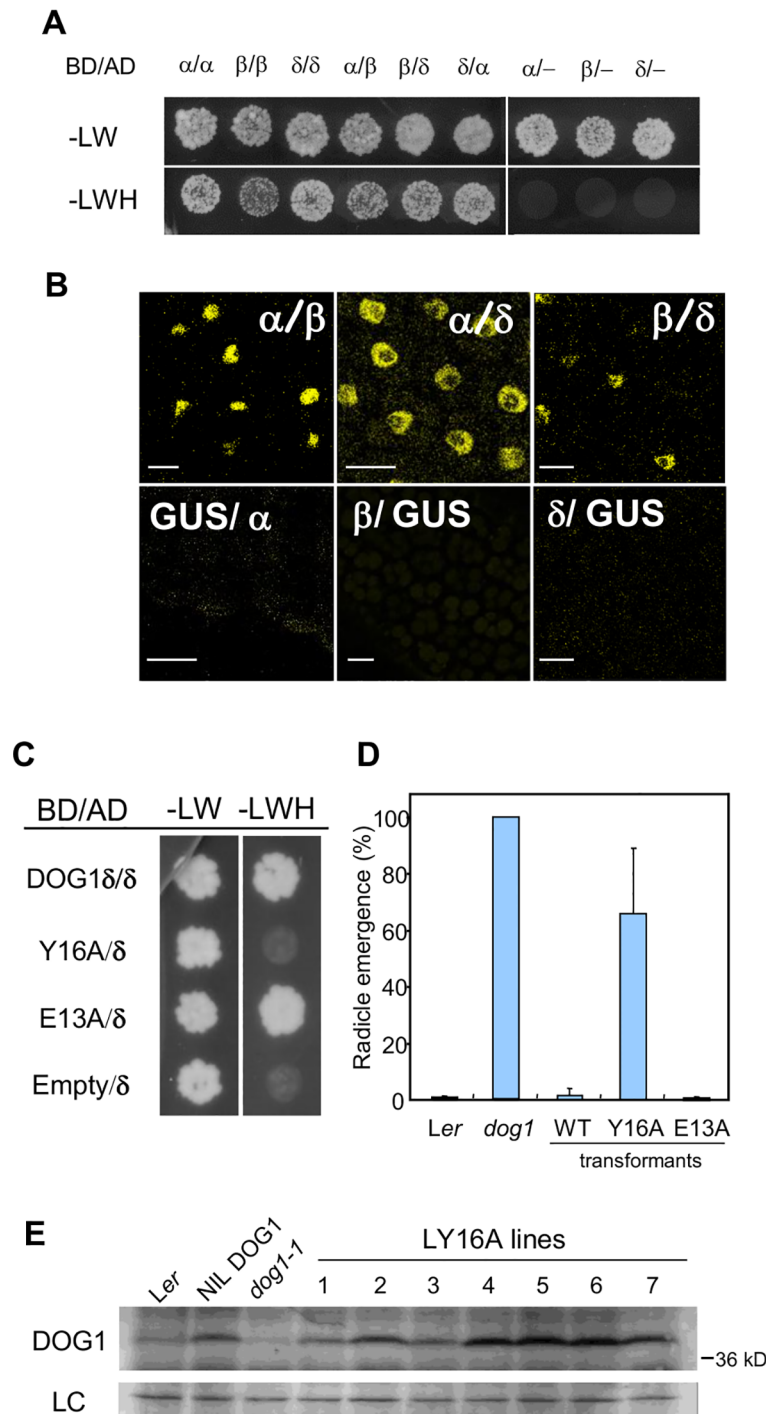 A
BD/AD α/α β/β δ/δ α/β β/δ δ/α α/– β/– δ/–
-LW
-LWH
B
α/β α/δ β/δ
GUS/ α β/ GUS δ/ GUS
C
BD/AD -LW -LWH
DOG1δ/δ
Y16A/δ
E13A/δ
Empty/δ
D
Radicle emergence (%)
100
80
60
40
20
0
Ler dog1 WT Y16A E13A
transformants
E
Ler NIL DOG1 dog1-1 LY16A lines
1 2 3 4 5 6 7
DOG1
–36 kD
LC